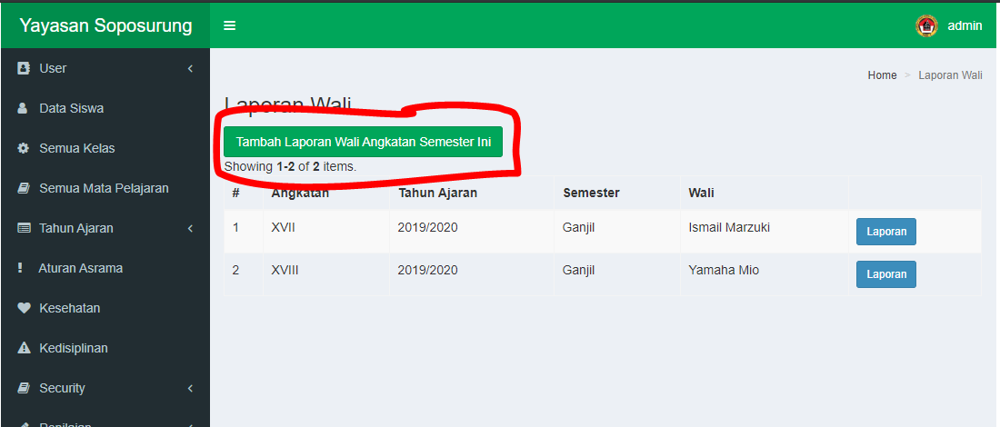 Yayasan Soposurung
admin
User
Data Siswa
Semua Kelas
Semua Mata Pelajaran
Tahun Ajaran
Aturan Asrama
Kesehatan
Kedisiplinan
Security
Penilaian
Home > Laporan Wali
Laporan Wali
Tambah Laporan Wali Angkatan Semester Ini
Showing 1-2 of 2 items.
# Angkatan Tahun Ajaran Semester Wali
1 XVII 2019/2020 Ganjil Ismail Marzuki Laporan
2 XVIII 2019/2020 Ganjil Yamaha Mio Laporan